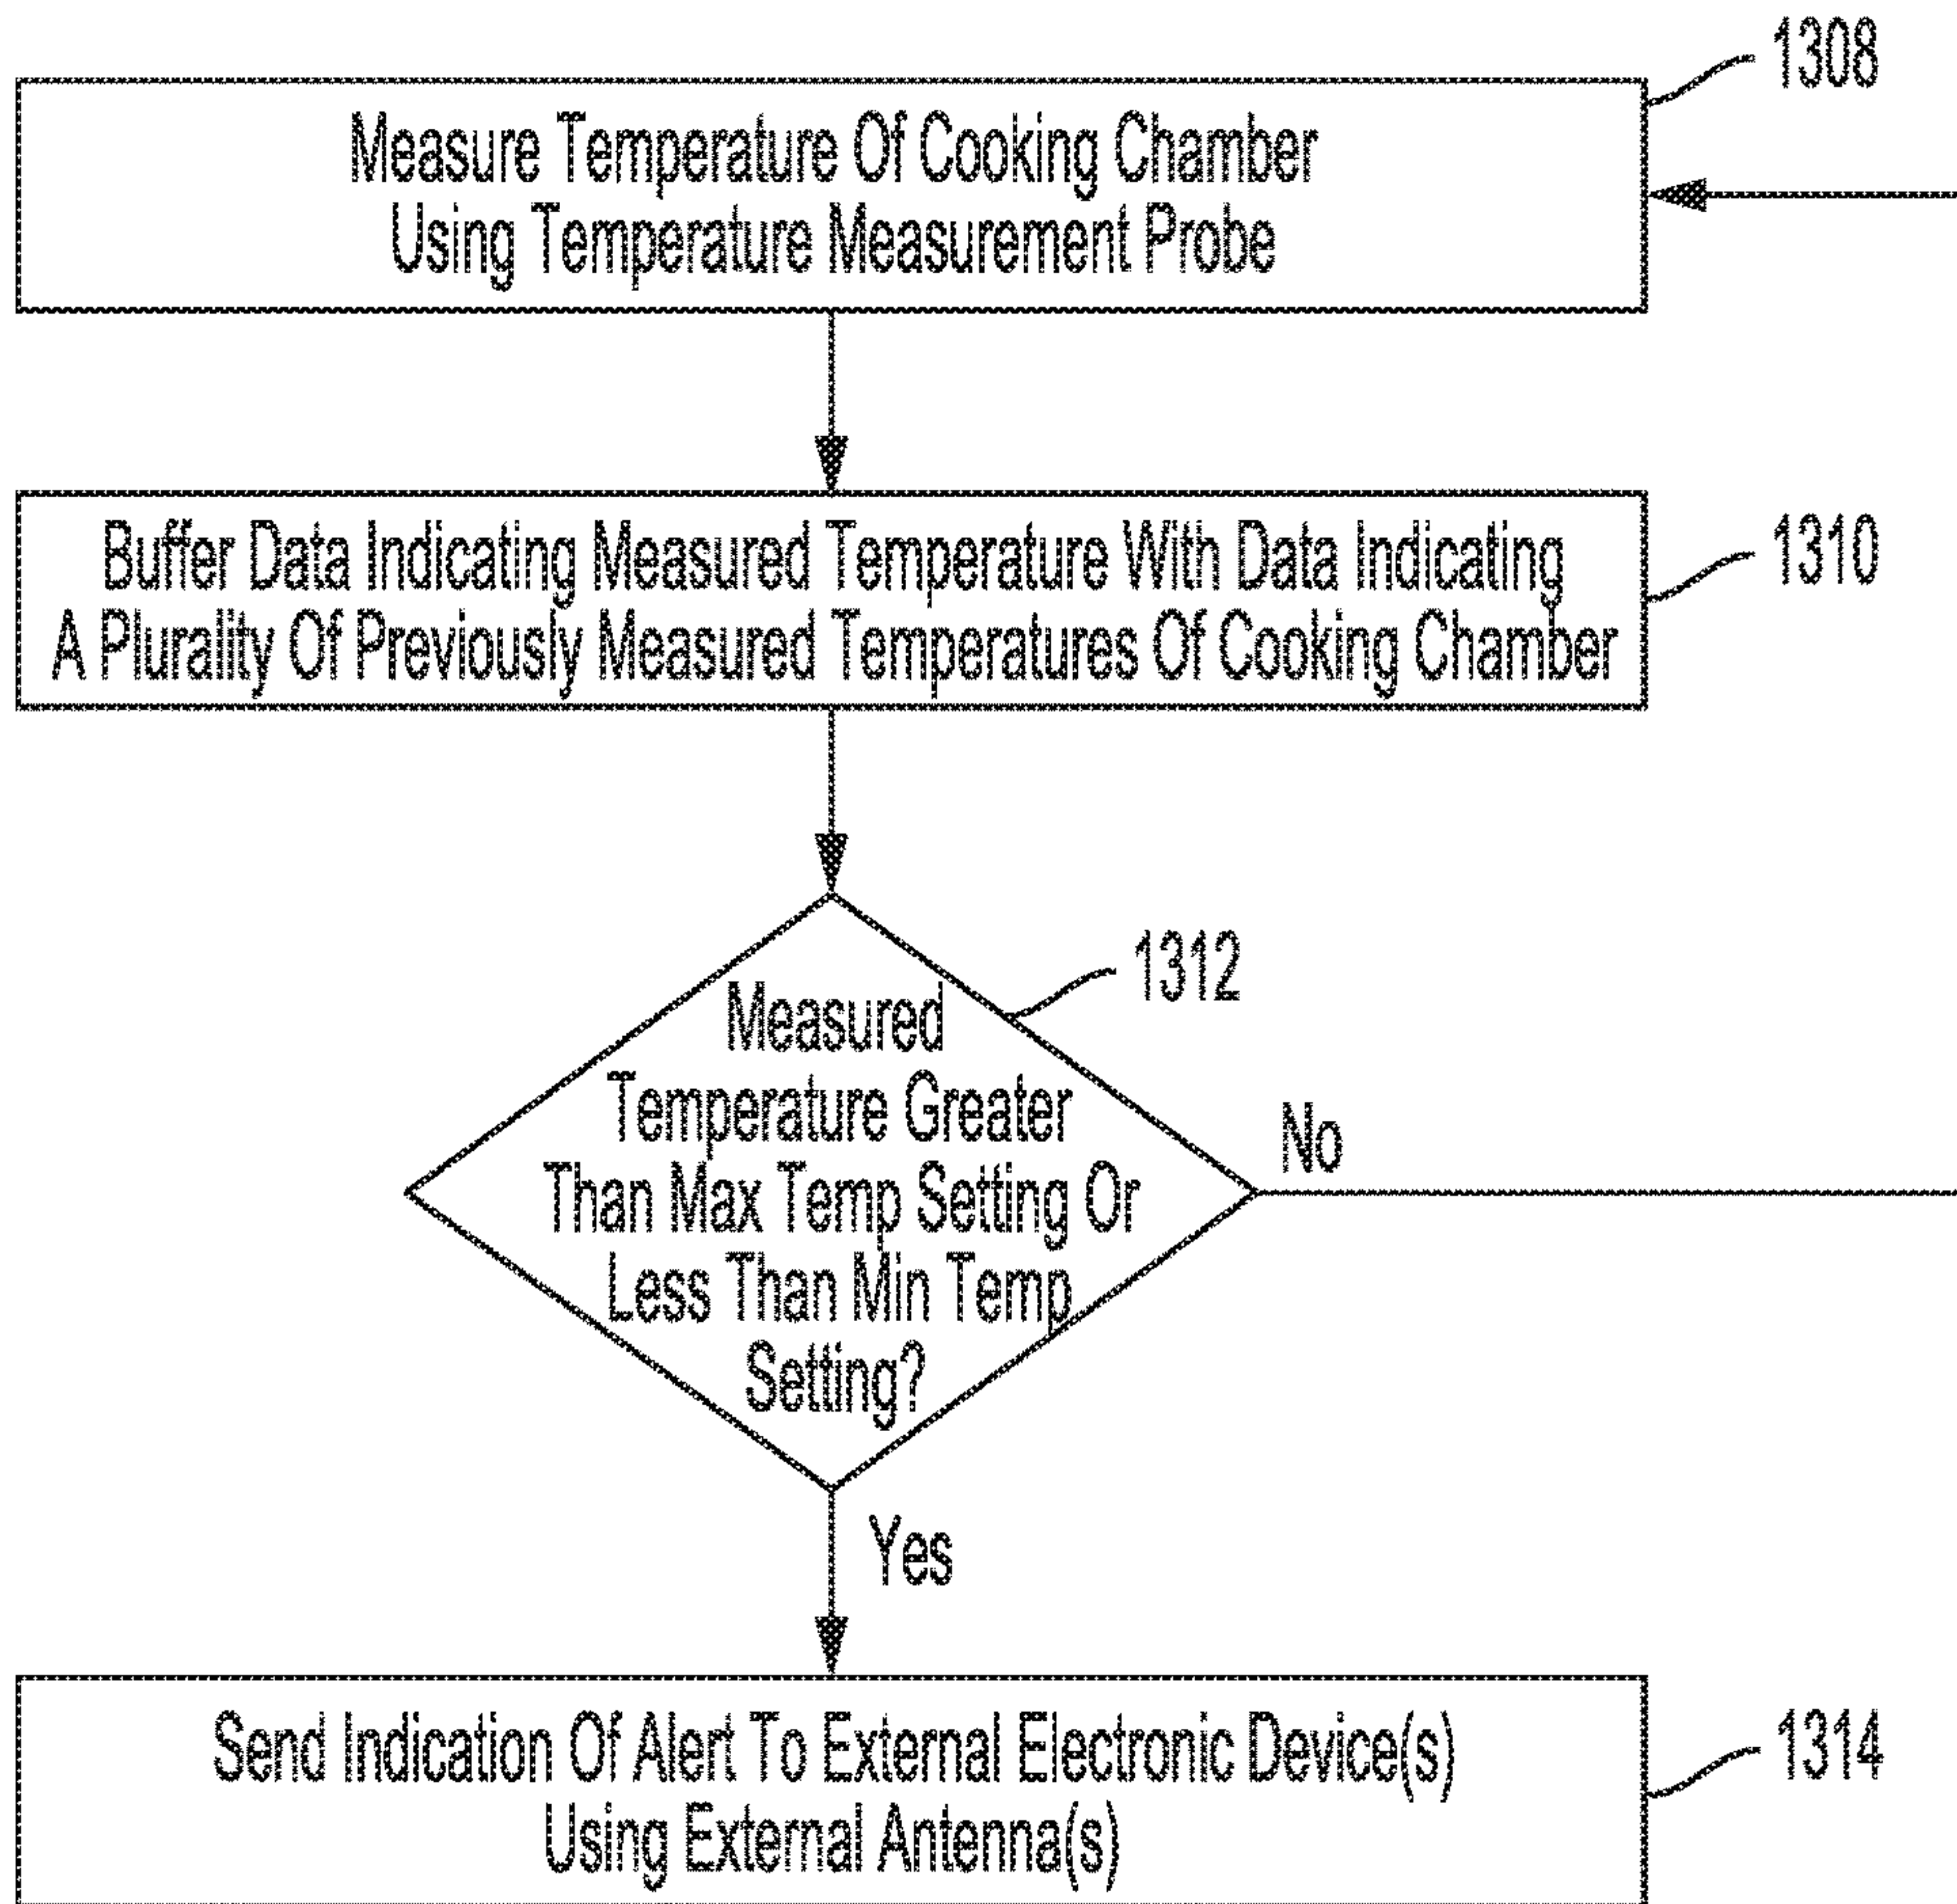 1308
Measure Temperature Of Cooking Chamber
Using Temperature Measurement Probe
Buffer Data Indicating Measured Temperature With Data Indicating
A Plurality Of Previously Measured Temperatures Of Cooking Chamber
1310
1312
Measured
Temperature Greater
Than Max Temp Setting Or
Less Than Min Temp
Setting?
No
Yes
Send Indication Of Alert To External Electronic Device(s)
Using External Antenna(s)
1314